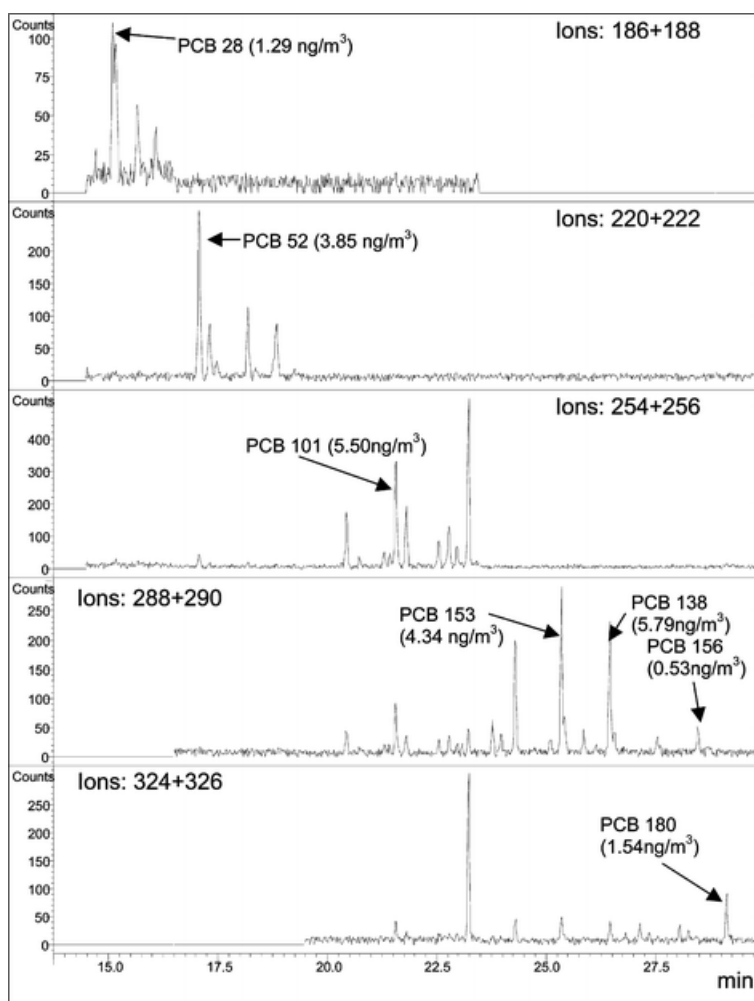 Counts
Ions: 186+188
100
PCB 28 (1.29 ng/m³)
75
50
25
0
Counts
Ions: 220+222
200
PCB 52 (3.85 ng/m³)
150
100
50
0
Counts
Ions: 254+256
400
PCB 101 (5.50ng/m³)
300
200
100
0
Counts
Ions: 288+290
250
PCB 153
(4.34 ng/m³)
PCB 138
(5.79ng/m³)
PCB 156
(0.53ng/m³)
200
150
100
50
0
Counts
Ions: 324+326
250
PCB 180
(1.54ng/m³)
200
150
100
50
0
15.0 17.5 20.0 22.5 25.0 27.5
min